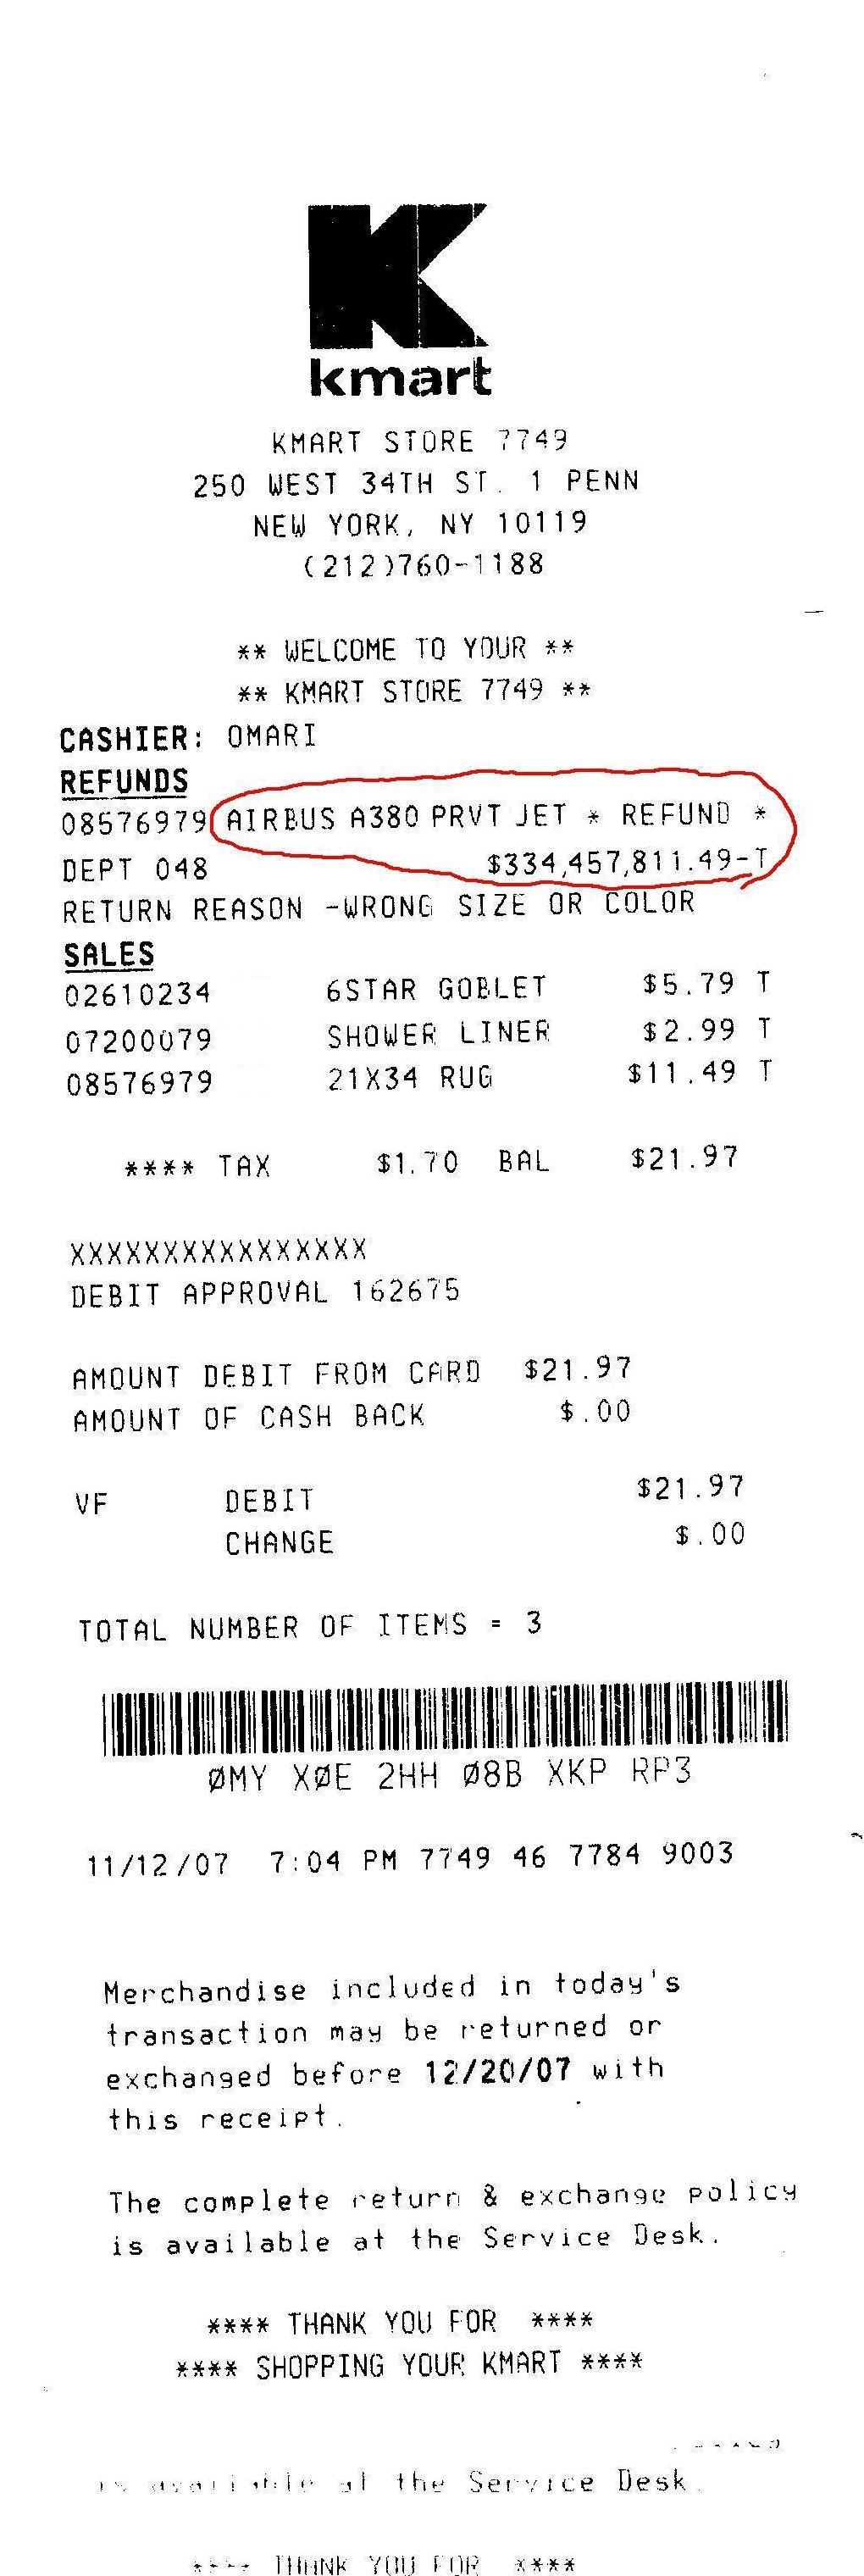 K
kmart
KMART STORE 7749
250 WEST 34TH ST. 1 PENN
NEW YORK, NY 10119
(212)760-1188
** WELCOME TO YOUR **
** KMART STORE 7749 **
CASHIER: OMARI
REFUNDS
08576979 AIRBUS A380 PRVT JET * REFUND *
DEPT 048 $334,457,811.49-T
RETURN REASON -WRONG SIZE OR COLOR
SALES
02610234 6STAR GOBLET $5.79 T
07200079 SHOWER LINER $2.99 T
08576979 21X34 RUG $11.49 T
**** TAX $1.70 BAL $21.97
XXXXXXXXXXXXXXXX
DEBIT APPROVAL 162675
AMOUNT DEBIT FROM CARD $21.97
AMOUNT OF CASH BACK $.00
VF DEBIT $21.97
CHANGE $.00
TOTAL NUMBER OF ITEMS = 3
ØMY XØE 2HH Ø8B XKP RP3
11/12/07 7:04 PM 7749 46 7784 9003
Merchandise included in today's
transaction may be returned or
exchanged before 12/20/07 with
this receipt.
The complete return & exchange policy
is available at the Service Desk.
**** THANK YOU FOR ****
**** SHOPPING YOUR KMART ****
is available at the Service Desk.
**** THANK YOU FOR ****